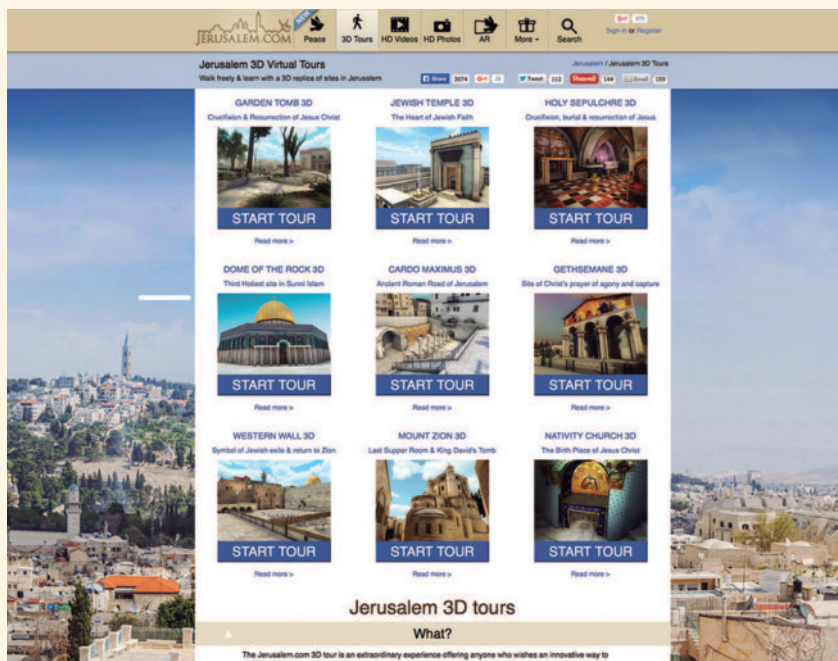 JERUSALEM.COM
NEW
Peace
3D Tours
HD Videos
HD Photos
AR
More
Search
Sign-in or Register
Jerusalem 3D Virtual Tours
Jerusalem / Jerusalem 3D Tours
Walk freely & learn with a 3D replica of sites in Jerusalem
Share 3074
Tweet 112
Pinterest 144
Email 159
GARDEN TOMB 3D
Crucifixion & Resurrection of Jesus Christ
START TOUR
Read more >
JEWISH TEMPLE 3D
The Heart of Jewish Faith
START TOUR
Read more >
HOLY SEPULCHRE 3D
Crucifixion, burial & resurrection of Jesus
START TOUR
Read more >
DOME OF THE ROCK 3D
Third Holiest site in Sunni Islam
START TOUR
Read more >
CARDO MAXIMUS 3D
Ancient Roman Road of Jerusalem
START TOUR
Read more >
GETHSEMANE 3D
Site of Christ's prayer of agony and capture
START TOUR
Read more >
WESTERN WALL 3D
Symbol of Jewish exile & return to Zion
START TOUR
Read more >
MOUNT ZION 3D
Last Supper Room & King David's Tomb
START TOUR
Read more >
NATIVITY CHURCH 3D
The Birth Place of Jesus Christ
START TOUR
Read more >
Jerusalem 3D tours
What?
The Jerusalem.com 3D tour is an extraordinary experience offering anyone who wishes an innovative way to